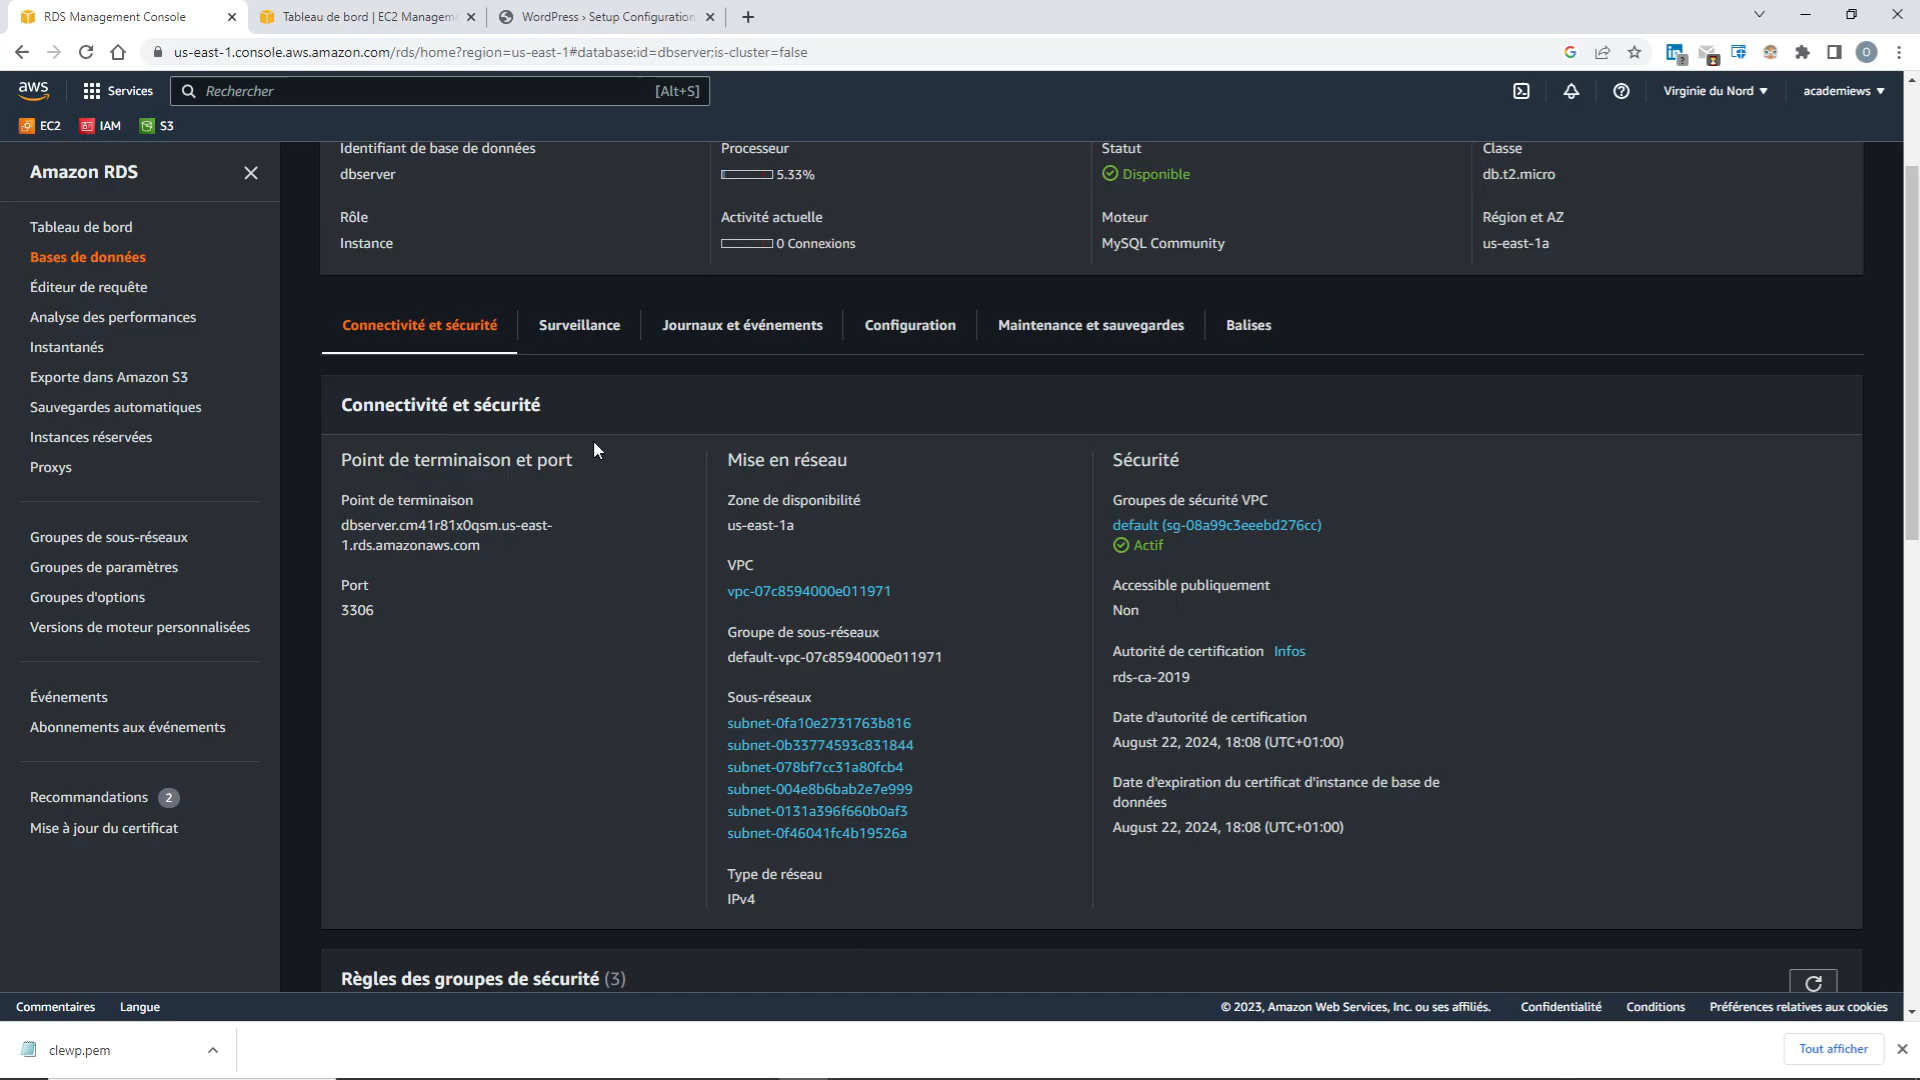 RDS Management Console
Tableau de bord | EC2 Managem
WordPress › Setup Configuration
us-east-1.console.aws.amazon.com/rds/home?region=us-east-1#database:id=dbserver;is-cluster=false
O
aws
Services
Rechercher
[Alt+S]
Virginie du Nord
academiews
EC2
IAM
S3
Amazon RDS
Tableau de bord
Bases de données
Éditeur de requête
Analyse des performances
Instantanés
Exporte dans Amazon S3
Sauvegardes automatiques
Instances réservées
Proxys
Groupes de sous-réseaux
Groupes de paramètres
Groupes d'options
Versions de moteur personnalisées
Événements
Abonnements aux événements
Recommandations 2
Mise à jour du certificat
Identifiant de base de données
dbserver
Rôle
Instance
Processeur
5.33%
Activité actuelle
0 Connexions
Statut
Disponible
Moteur
MySQL Community
Classe
db.t2.micro
Région et AZ
us-east-1a
Connectivité et sécurité
Surveillance
Journaux et événements
Configuration
Maintenance et sauvegardes
Balises
Connectivité et sécurité
Point de terminaison et port
Point de terminaison
dbserver.cm41r81x0qsm.us-east-
1.rds.amazonaws.com
Port
3306
Mise en réseau
Zone de disponibilité
us-east-1a
VPC
vpc-07c8594000e011971
Groupe de sous-réseaux
default-vpc-07c8594000e011971
Sous-réseaux
subnet-0fa10e2731763b816
subnet-0b33774593c831844
subnet-078bf7cc31a80fcb4
subnet-004e8b6bab2e7e999
subnet-0131a396f660b0af3
subnet-0f46041fc4b19526a
Type de réseau
IPv4
Sécurité
Groupes de sécurité VPC
default (sg-08a99c3eeebd276cc)
Actif
Accessible publiquement
Non
Autorité de certification Infos
rds-ca-2019
Date d'autorité de certification
August 22, 2024, 18:08 (UTC+01:00)
Date d'expiration du certificat d'instance de base de
données
August 22, 2024, 18:08 (UTC+01:00)
Règles des groupes de sécurité (3)
Commentaires
Langue
© 2023, Amazon Web Services, Inc. ou ses affiliés.
Confidentialité
Conditions
Préférences relatives aux cookies
clewp.pem
Tout afficher